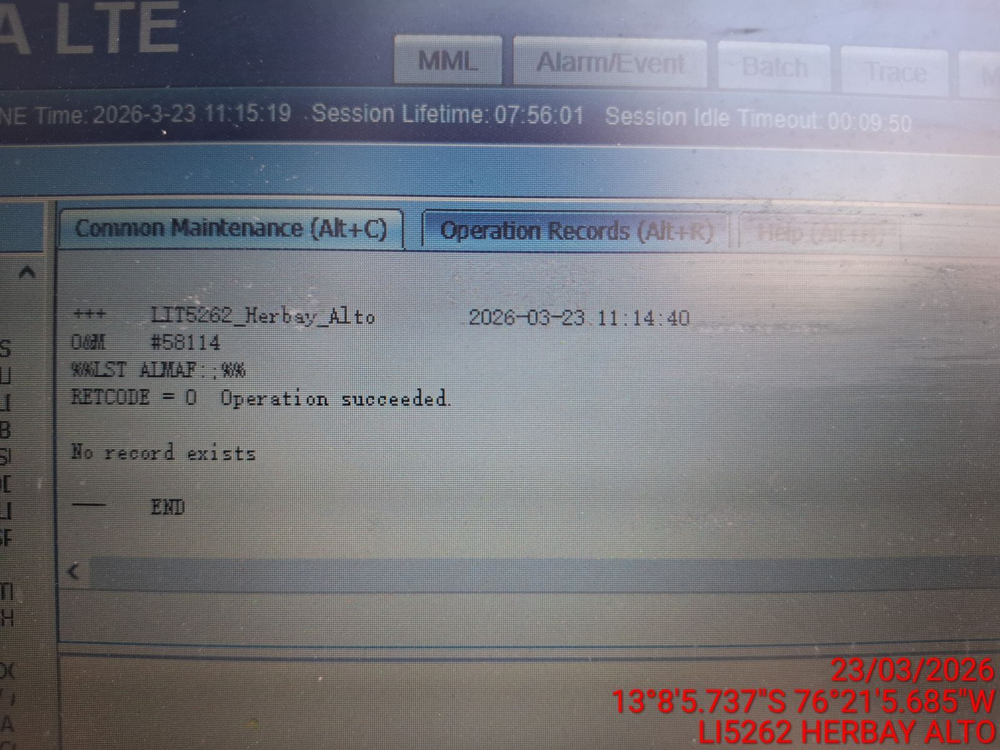 A LTE
MML Alarm/Event Batch Trace
NE Time: 2026-3-23 11:15:19 Session Lifetime: 07:56:01 Session Idle Timeout: 00:09:50
Common Maintenance (Alt+C) Operation Records (Alt+R) Help (Alt+H)
+++ LIT5262_Herbay_Alto 2026-03-23 11:14:40
O&M #58114
%%LST ALMAF:;%%
RETCODE = 0 Operation succeeded.
No record exists
--- END
23/03/2026
13°8'5.737"S 76°21'5.685"W
LI5262 HERBAY ALTO